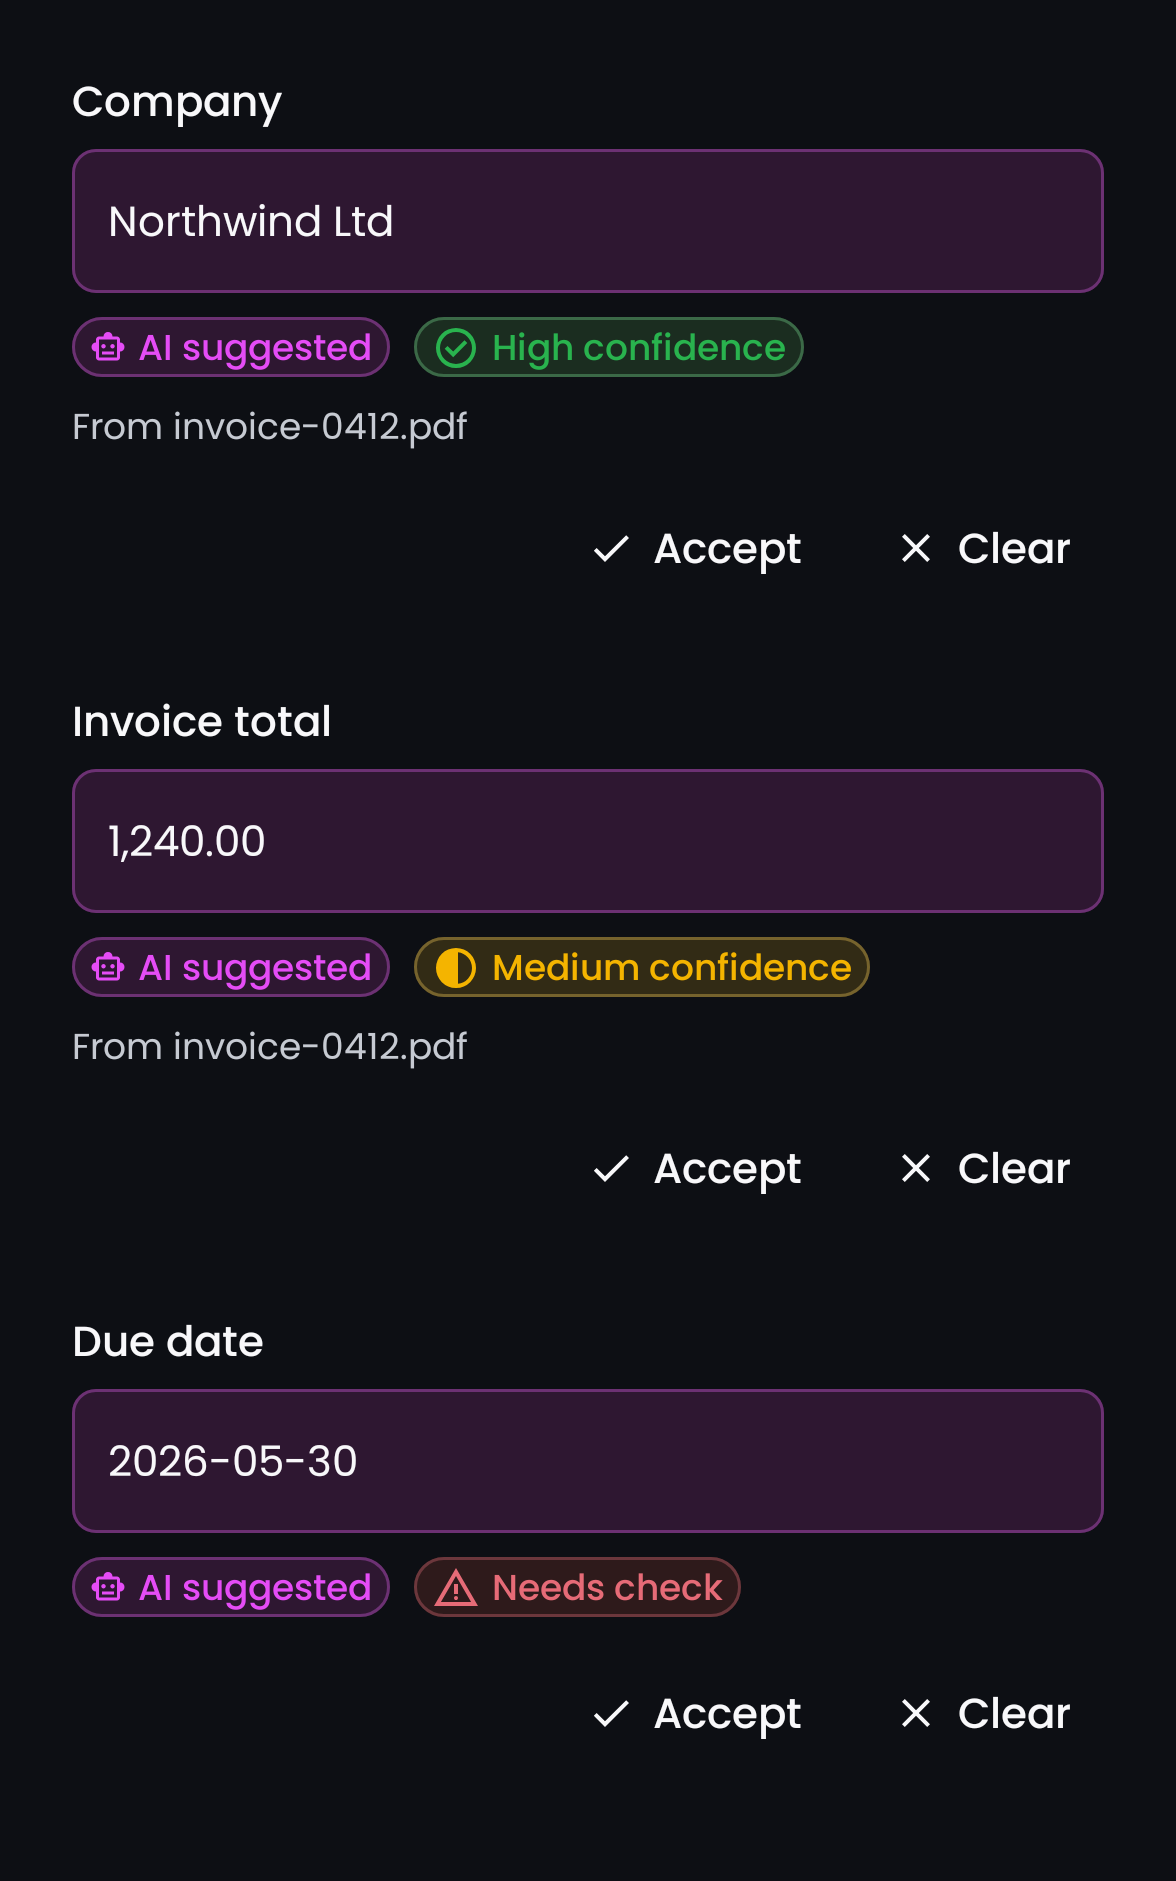 Company
Northwind Ltd
AI suggested High confidence
From invoice-0412.pdf
Accept Clear
Invoice total
1,240.00
AI suggested Medium confidence
From invoice-0412.pdf
Accept Clear
Due date
2026-05-30
AI suggested Needs check
Accept Clear